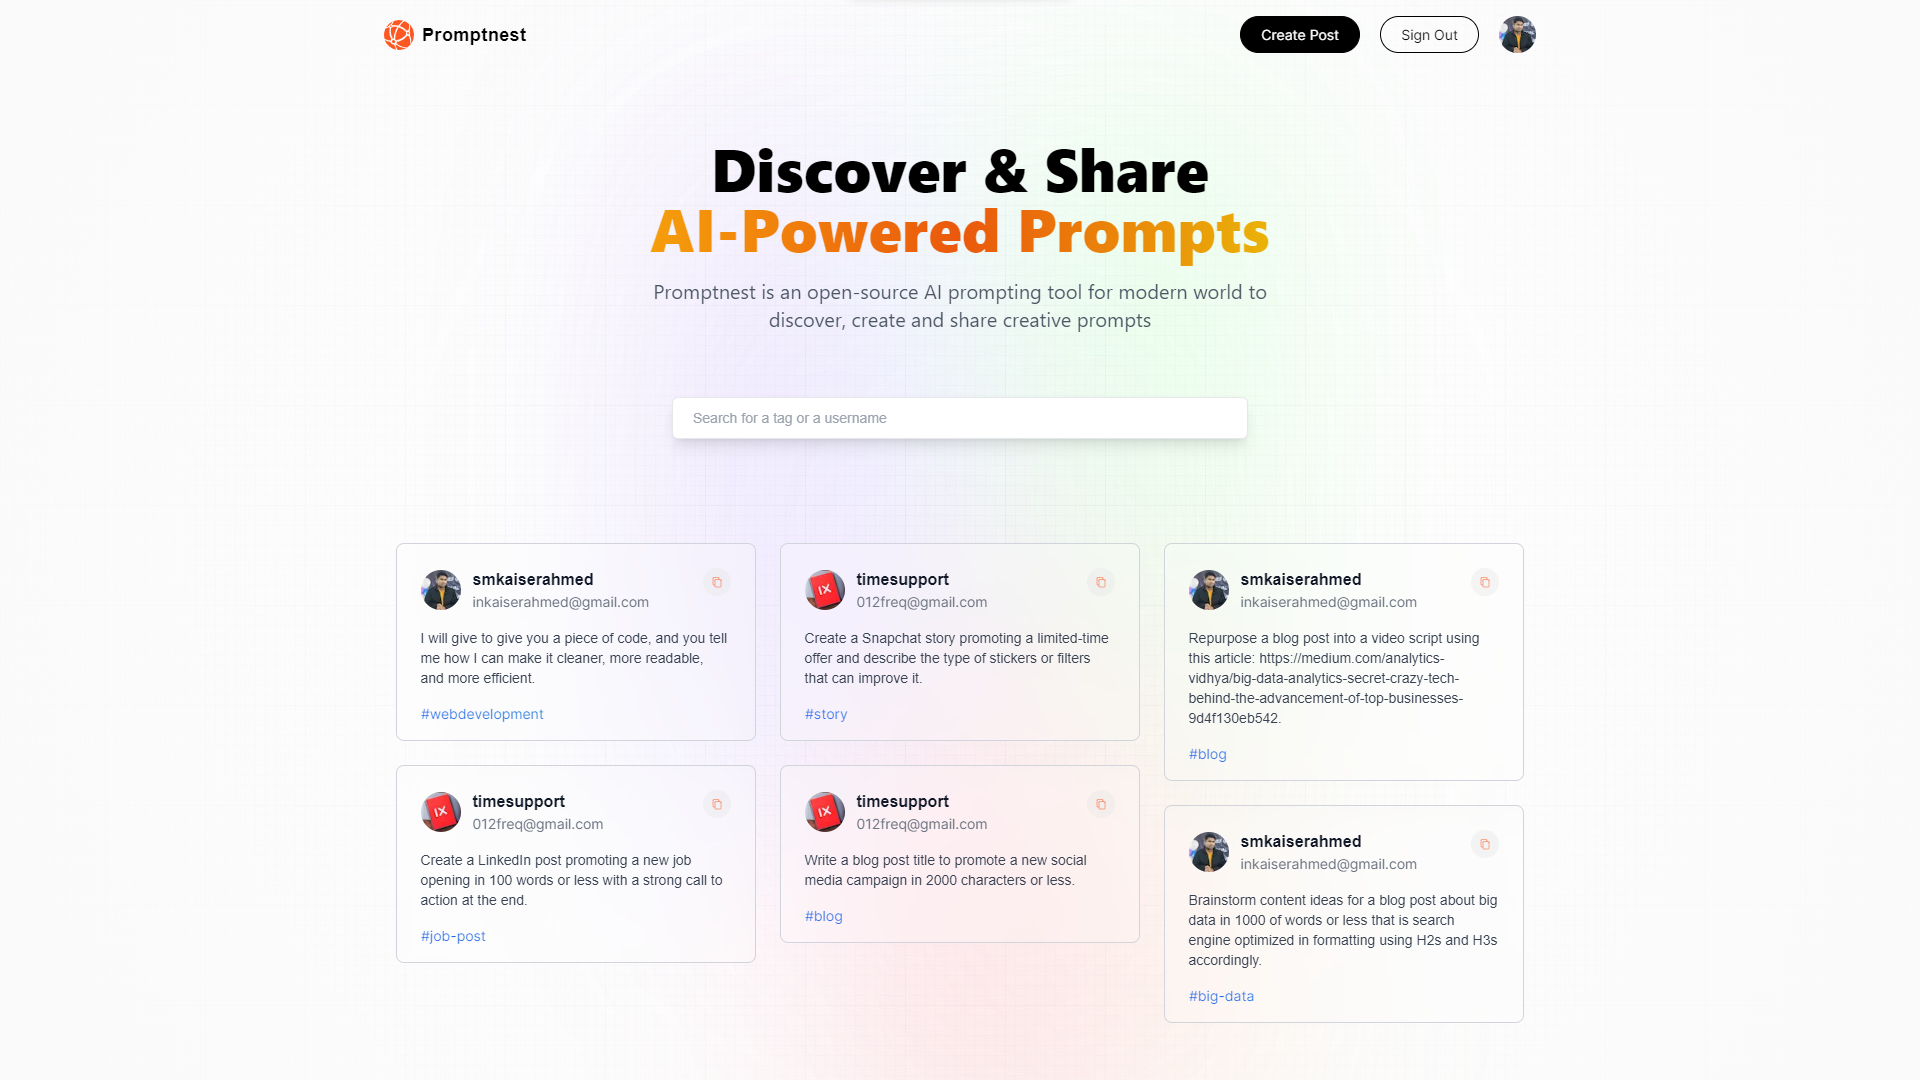 Promptnest
Create Post
Sign Out
Discover & Share
AI-Powered Prompts
Promptnest is an open-source AI prompting tool for modern world to
discover, create and share creative prompts
Search for a tag or a username
smkaiserahmed
inkaiserahmed@gmail.com
I will give to give you a piece of code, and you tell
me how I can make it cleaner, more readable,
and more efficient.
#webdevelopment
timesupport
012freq@gmail.com
Create a LinkedIn post promoting a new job
opening in 100 words or less with a strong call to
action at the end.
#job-post
timesupport
012freq@gmail.com
Create a Snapchat story promoting a limited-time
offer and describe the type of stickers or filters
that can improve it.
#story
timesupport
012freq@gmail.com
Write a blog post title to promote a new social
media campaign in 2000 characters or less.
#blog
smkaiserahmed
inkaiserahmed@gmail.com
Repurpose a blog post into a video script using
this article: https://medium.com/analytics-
vidhya/big-data-analytics-secret-crazy-tech-
behind-the-advancement-of-top-businesses-
9d4f130eb542.
#blog
smkaiserahmed
inkaiserahmed@gmail.com
Brainstorm content ideas for a blog post about big
data in 1000 of words or less that is search
engine optimized in formatting using H2s and H3s
accordingly.
#big-data
IX
IX
IX